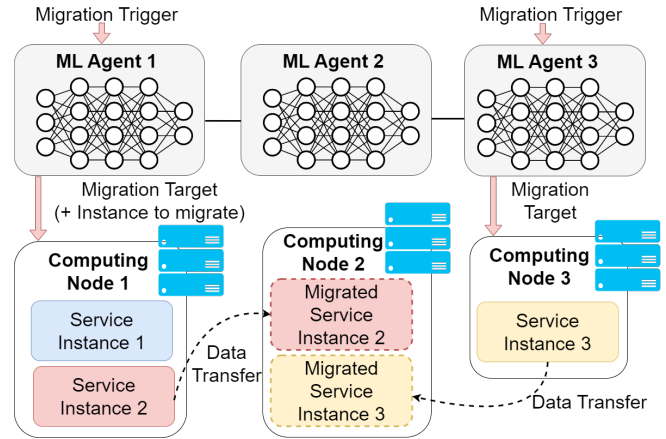 Migration Trigger
Migration Trigger
ML Agent 1
ML Agent 2
ML Agent 3
Migration Target
(+ Instance to migrate)
Migration
Target
Computing
Node 1
Service
Instance 1
Service
Instance 2
Data
Transfer
Computing
Node 2
Migrated
Service
Instance 2
Migrated
Service
Instance 3
Computing
Node 3
Service
Instance 3
Data Transfer